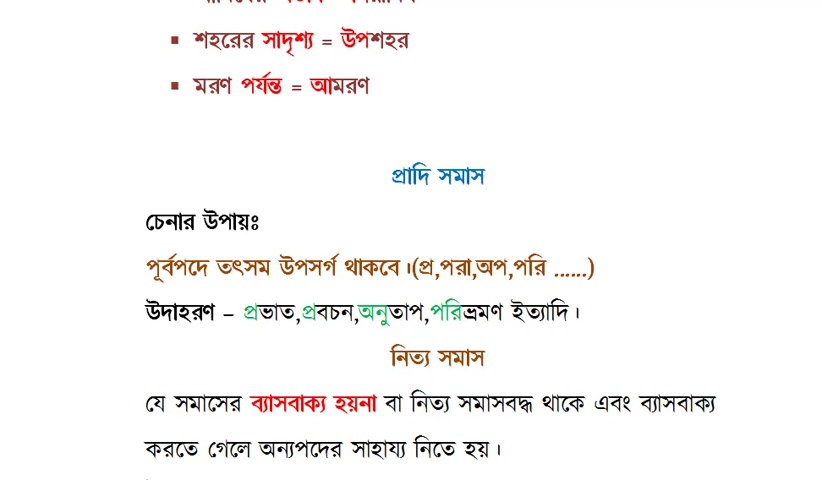 ▪ শহরের সাদৃশ্য = উপশহর
▪ মরণ পর্যন্ত = আমরণ
প্রাদি সমাস
চেনার উপায়ঃ
পূর্বপদে তৎসম উপসর্গ থাকবে।(প্র,পরা,অপ,পরি ......)
উদাহরণ – প্রভাত,প্রবচন,অনুতাপ,পরিভ্রমণ ইত্যাদি।
নিত্য সমাস
যে সমাসের ব্যাসবাক্য হয়না বা নিত্য সমাসবদ্ধ থাকে এবং ব্যাসবাক্য
করতে গেলে অন্যপদের সাহায্য নিতে হয়।